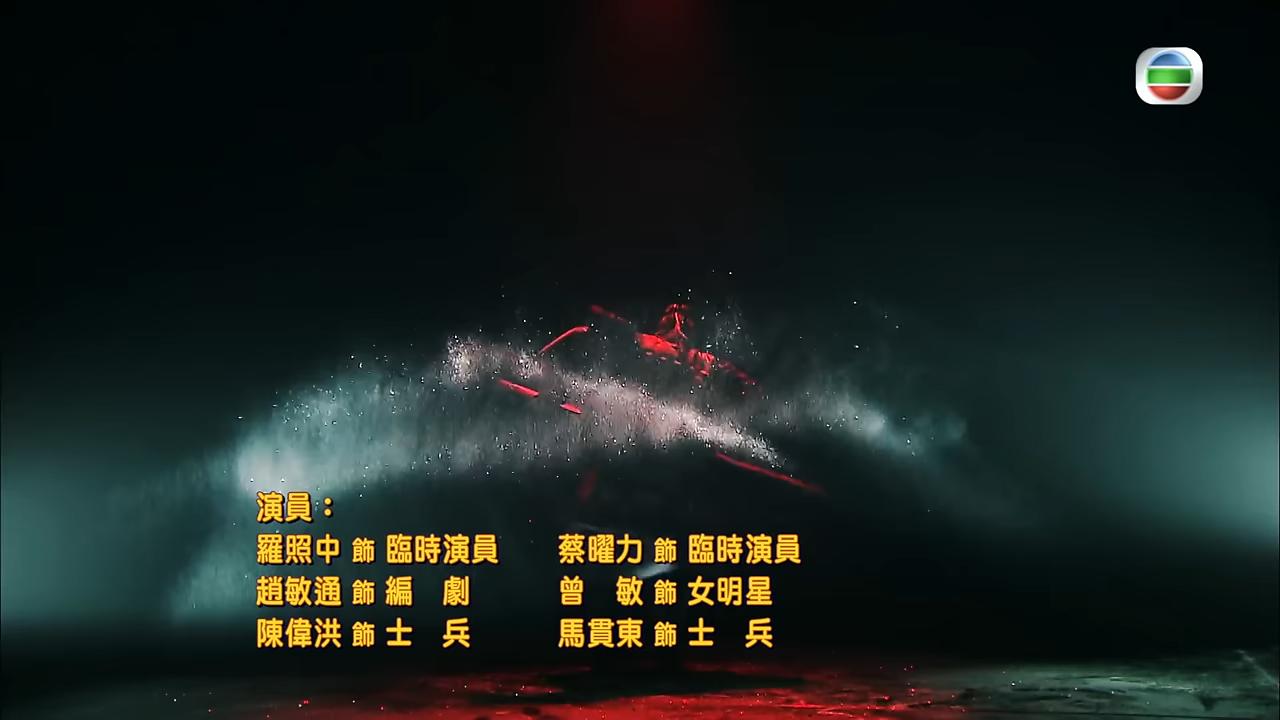 演員：
羅照中 飾 臨時演員　蔡曜力 飾 臨時演員
趙敏通 飾 編　劇　曾　敏 飾 女明星
陳偉洪 飾 士　兵　馬貫東 飾 士　兵